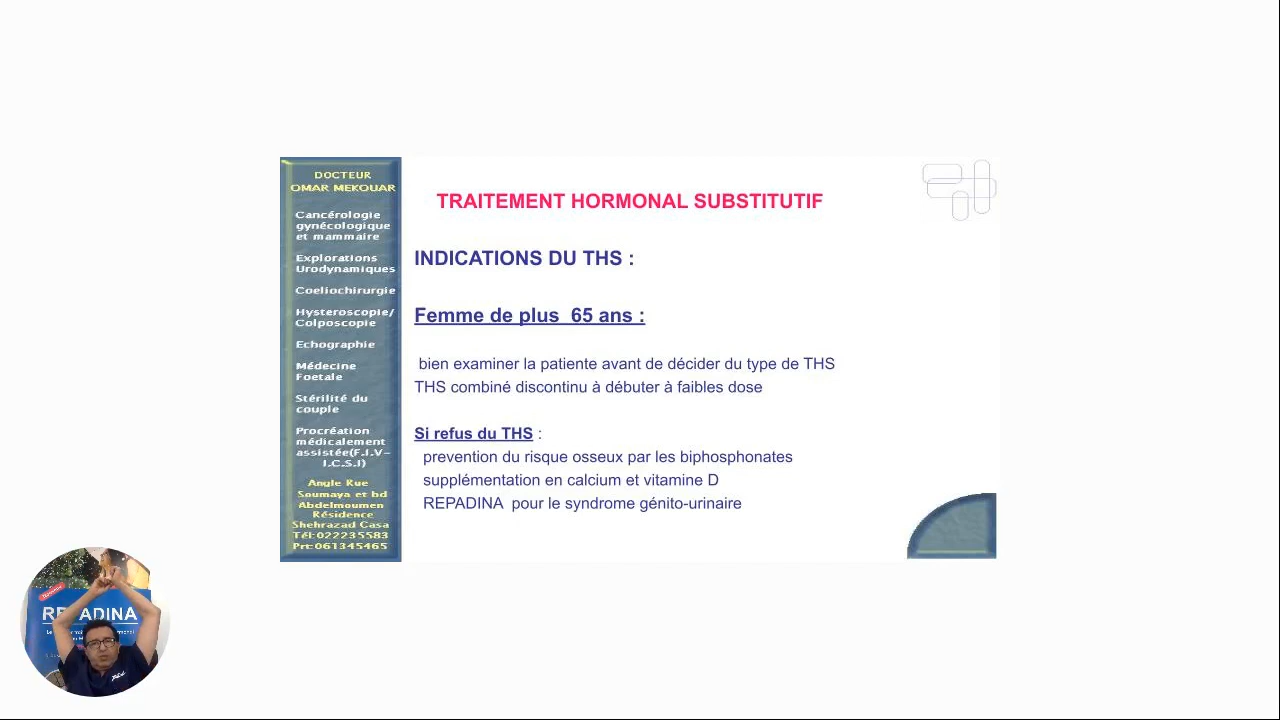 DOCTEUR
OMAR MEKOUAR
Cancérologie
gynécologique
et mammaire
Explorations
Urodynamiques
Coeliochirurgie
Hysteroscopie/
Colposcopie
Echographie
Médecine
Foetale
Stérilité du
couple
Procréation
médicalement
assistée(F.I.V-
I.C.S.I)
Angle Rue
Soumaya et bd
Abdelmoumen
Résidence
Shehrazad Casa
Tél:022235583
Prt:061345465
TRAITEMENT HORMONAL SUBSTITUTIF
INDICATIONS DU THS :
Femme de plus 65 ans :
bien examiner la patiente avant de décider du type de THS
THS combiné discontinu à débuter à faibles dose
Si refus du THS :
prevention du risque osseux par les biphosphonates
supplémentation en calcium et vitamine D
REPADINA pour le syndrome génito-urinaire
REPADINA